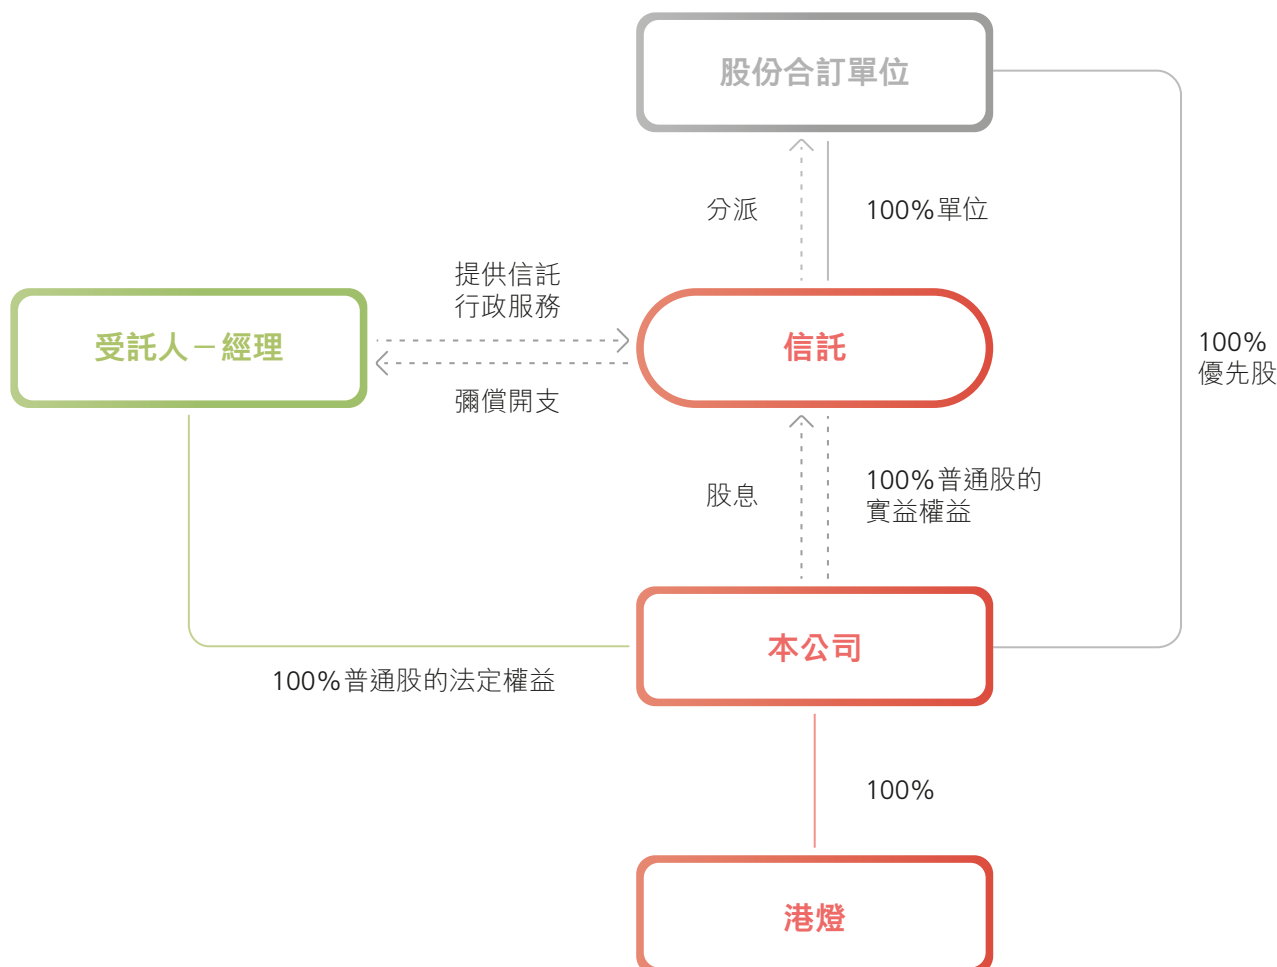 股份合訂單位
分派
100%單位
提供信託
行政服務
受託人－經理
信託
彌償開支
100%
優先股
股息
100%普通股的
實益權益
本公司
100%普通股的法定權益
100%
港燈